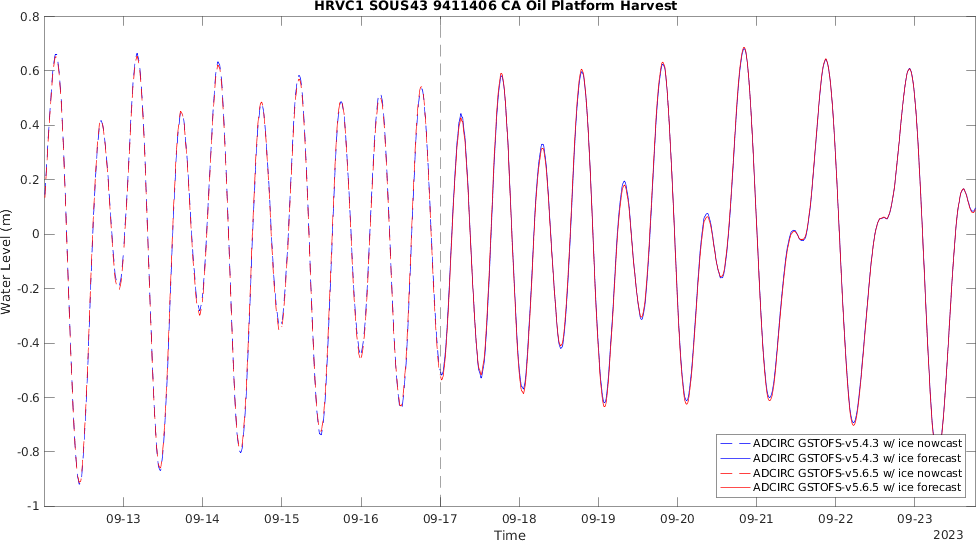 HRVC1 SOUS43 9411406 CA Oil Platform Harvest
0.8
0.6
0.4
0.2
0
-0.2
-0.4
-0.6
-0.8
-1
Water Level (m)
ADCIRC GSTOFS-v5.4.3 w/ ice nowcast
ADCIRC GSTOFS-v5.4.3 w/ ice forecast
ADCIRC GSTOFS-v5.6.5 w/ ice nowcast
ADCIRC GSTOFS-v5.6.5 w/ ice forecast
09-13 09-14 09-15 09-16 09-17 09-18 09-19 09-20 09-21 09-22 09-23
Time
2023